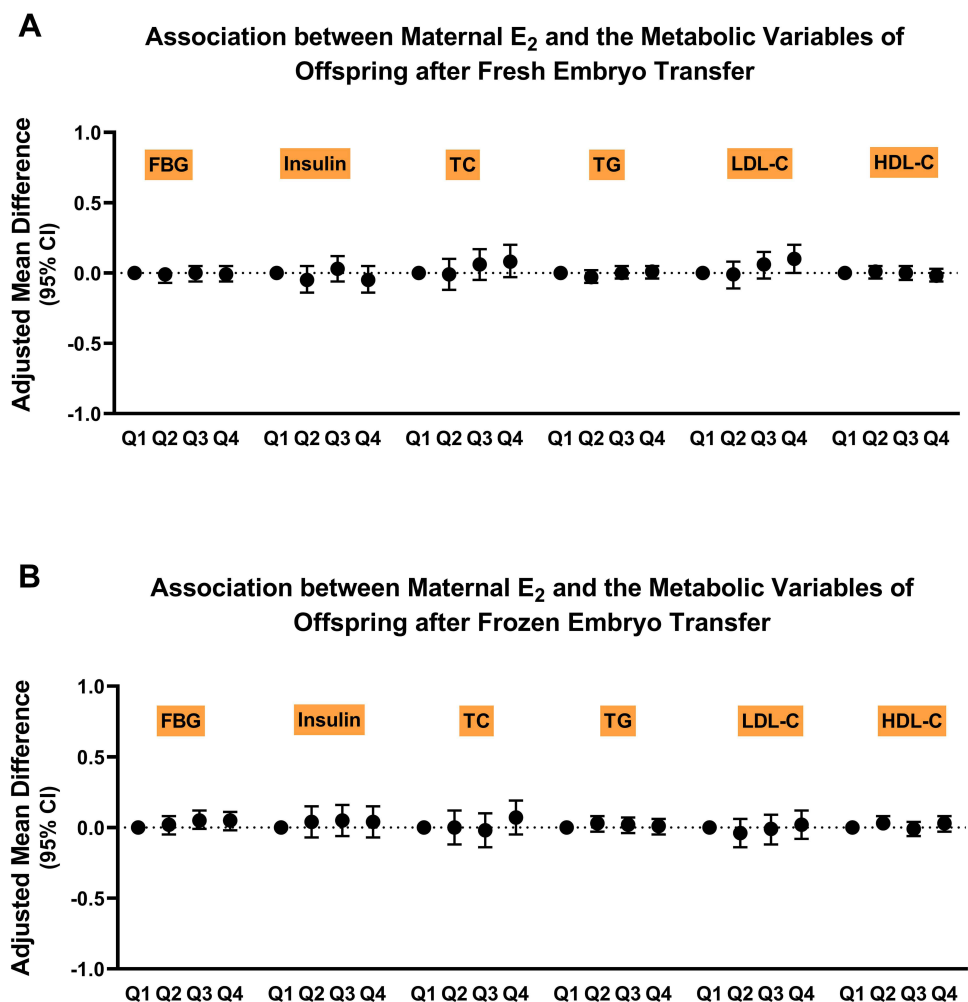 A
Association between Maternal E₂ and the Metabolic Variables of
Offspring after Fresh Embryo Transfer
Adjusted Mean Difference
(95% CI)
1.0
0.5
0.0
-0.5
-1.0
FBG Insulin TC TG LDL-C HDL-C
Q1 Q2 Q3 Q4 Q1 Q2 Q3 Q4 Q1 Q2 Q3 Q4 Q1 Q2 Q3 Q4 Q1 Q2 Q3 Q4 Q1 Q2 Q3 Q4
B
Association between Maternal E₂ and the Metabolic Variables of
Offspring after Frozen Embryo Transfer
Adjusted Mean Difference
(95% CI)
1.0
0.5
0.0
-0.5
-1.0
FBG Insulin TC TG LDL-C HDL-C
Q1 Q2 Q3 Q4 Q1 Q2 Q3 Q4 Q1 Q2 Q3 Q4 Q1 Q2 Q3 Q4 Q1 Q2 Q3 Q4 Q1 Q2 Q3 Q4